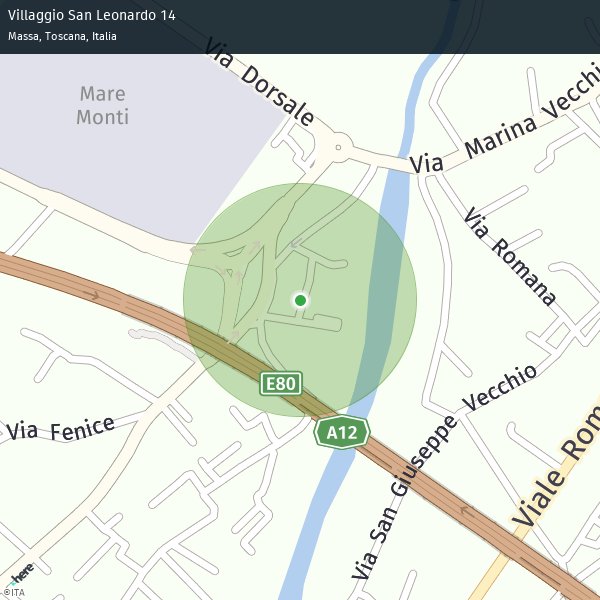 Villaggio San Leonardo 14
Massa, Toscana, Italia
Via Dorsale
Mare
Monti
Via Marina Vecchi
Via Romana
E80
A12
Via Fenice
Via San Giuseppe Vecchio
Viale Rom
here
©ITA